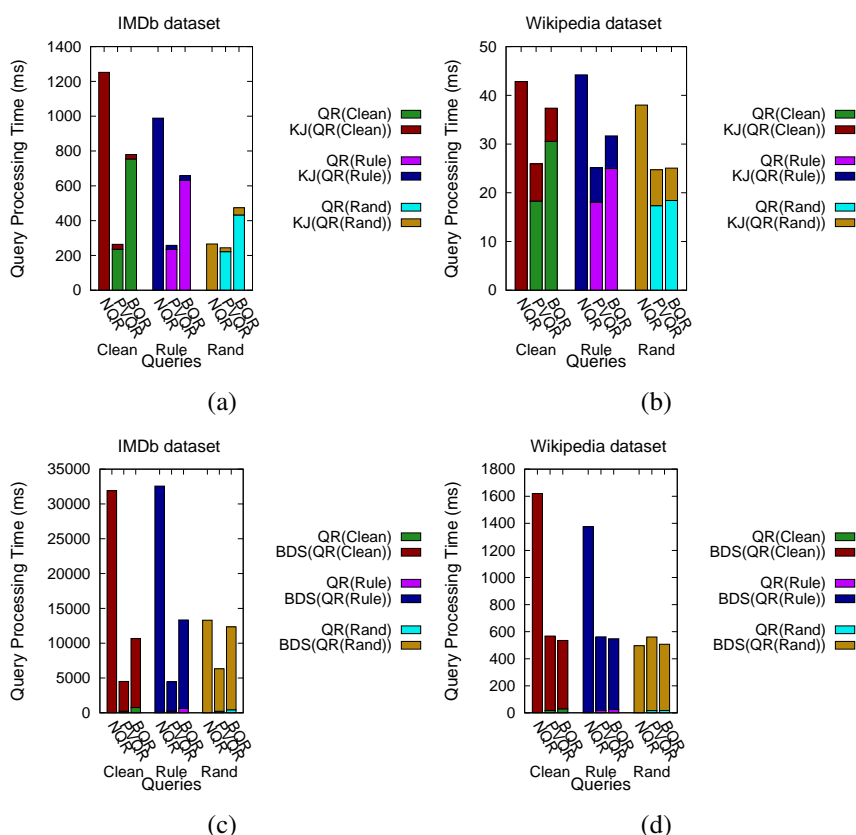 IMDb dataset
Query Processing Time (ms)
1400
1200
1000
800
600
400
200
0
NQR PVQR BQR NQR PVQR BQR NQR PVQR BQR
Clean Rule Rand
Queries
QR(Clean)
KJ(QR(Clean))
QR(Rule)
KJ(QR(Rule))
QR(Rand)
KJ(QR(Rand))
(a)
Wikipedia dataset
Query Processing Time (ms)
50
40
30
20
10
0
NQR PVQR BQR NQR PVQR BQR NQR PVQR BQR
Clean Rule Rand
Queries
QR(Clean)
KJ(QR(Clean))
QR(Rule)
KJ(QR(Rule))
QR(Rand)
KJ(QR(Rand))
(b)
IMDb dataset
Query Processing Time (ms)
35000
30000
25000
20000
15000
10000
5000
0
NQR PVQR BQR NQR PVQR BQR NQR PVQR BQR
Clean Rule Rand
Queries
QR(Clean)
BDS(QR(Clean))
QR(Rule)
BDS(QR(Rule))
QR(Rand)
BDS(QR(Rand))
(c)
Wikipedia dataset
Query Processing Time (ms)
1800
1600
1400
1200
1000
800
600
400
200
0
NQR PVQR BQR NQR PVQR BQR NQR PVQR BQR
Clean Rule Rand
Queries
QR(Clean)
BDS(QR(Clean))
QR(Rule)
BDS(QR(Rule))
QR(Rand)
BDS(QR(Rand))
(d)